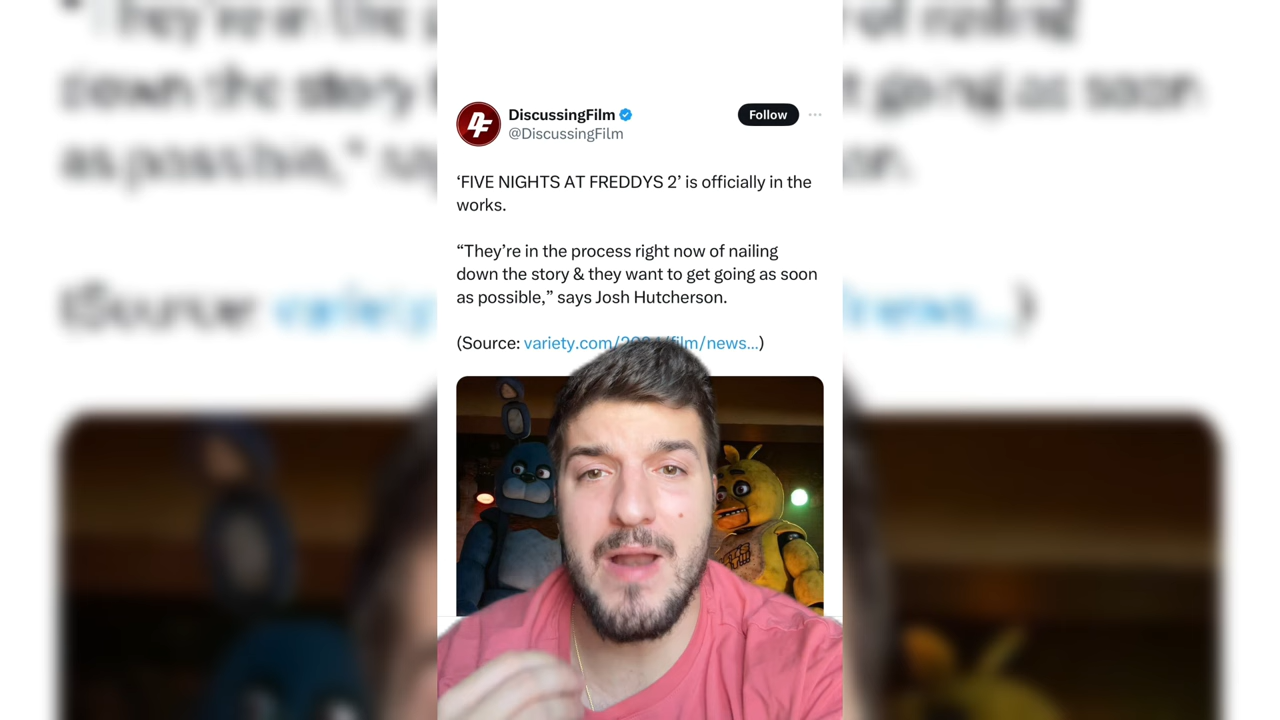 DiscussingFilm
Follow
@DiscussingFilm
‘FIVE NIGHTS AT FREDDYS 2’ is officially in the
works.
“They’re in the process right now of nailing
down the story & they want to get going as soon
as possible,” says Josh Hutcherson.
(Source: variety.com/2024/film/news...)